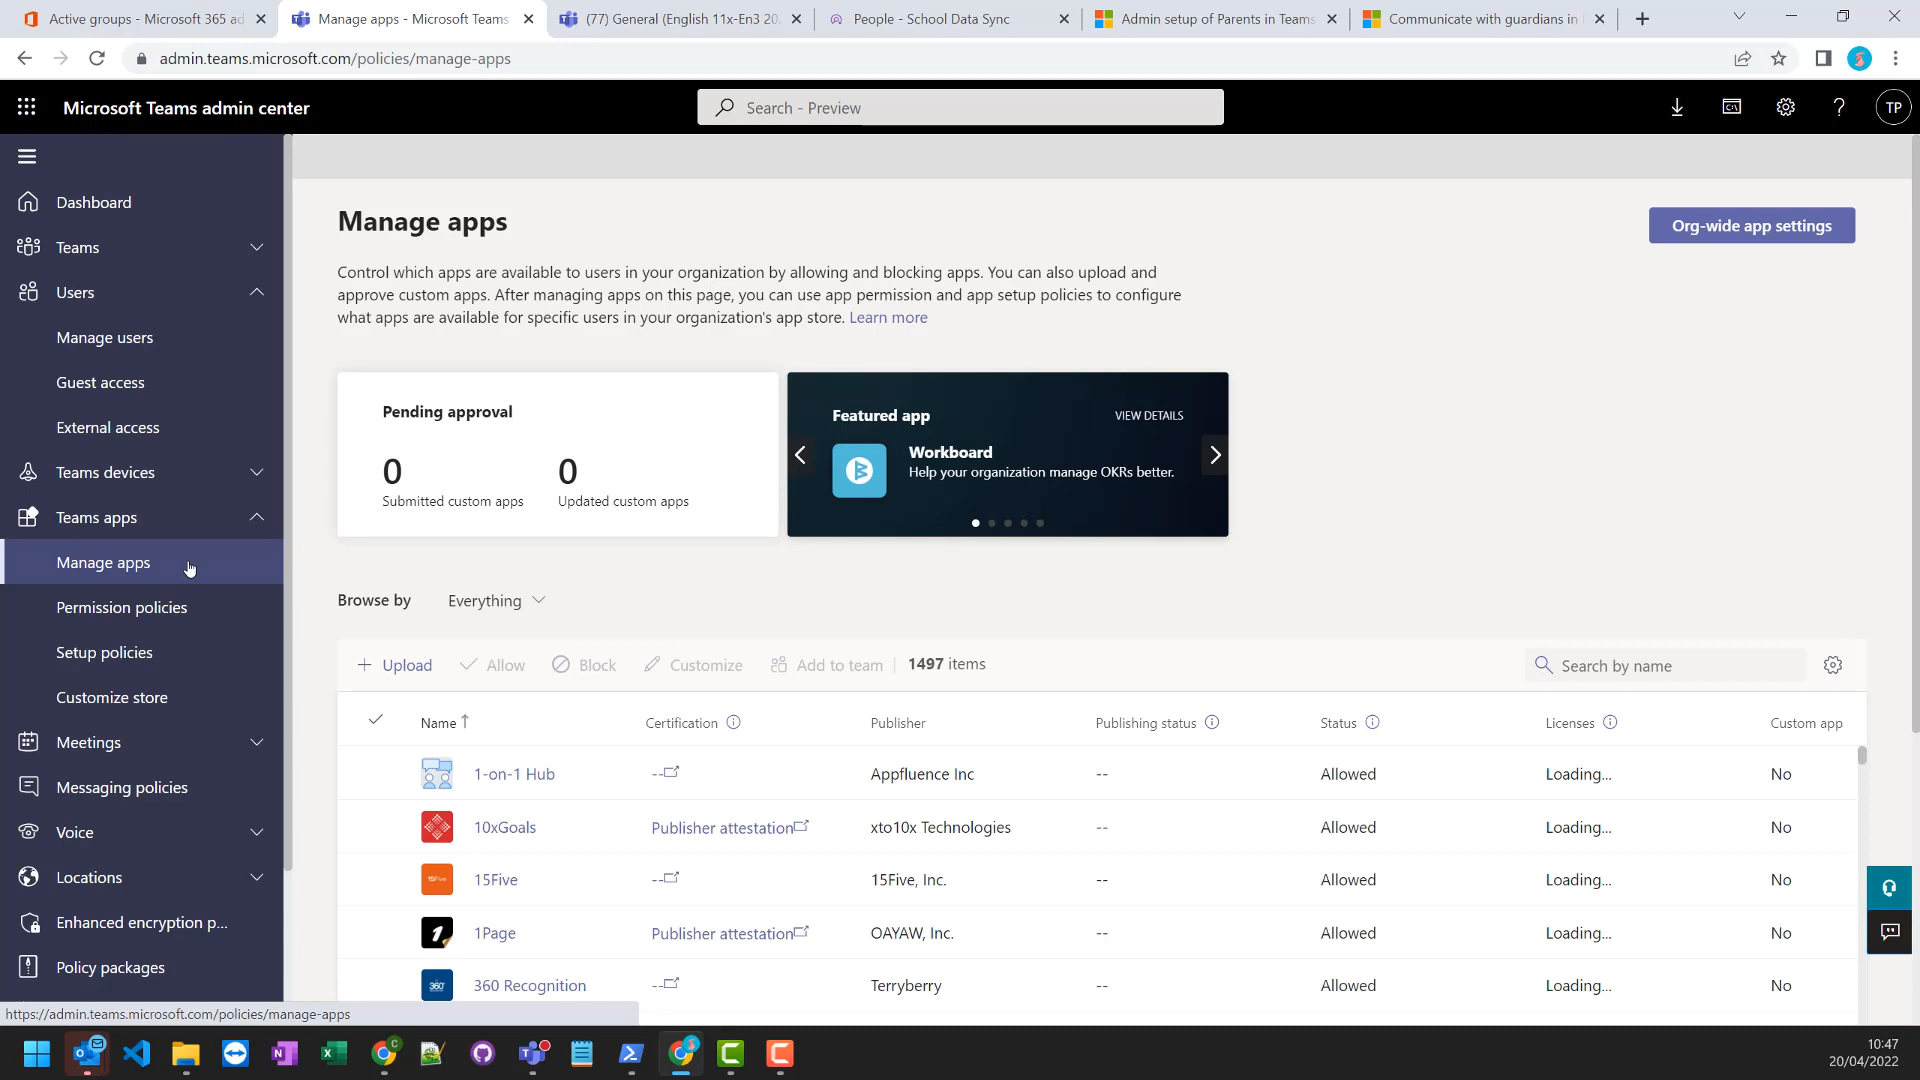 Active groups - Microsoft 365 ad
Manage apps - Microsoft Teams
(77) General (English 11x-En3 20
People - School Data Sync
Admin setup of Parents in Teams
Communicate with guardians in
admin.teams.microsoft.com/policies/manage-apps
Microsoft Teams admin center
Search - Preview
TP
Dashboard
Teams
Users
Manage users
Guest access
External access
Teams devices
Teams apps
Manage apps
Permission policies
Setup policies
Customize store
Meetings
Messaging policies
Voice
Locations
Enhanced encryption p...
Policy packages
https://admin.teams.microsoft.com/policies/manage-apps
Manage apps
Org-wide app settings
Control which apps are available to users in your organization by allowing and blocking apps. You can also upload and
approve custom apps. After managing apps on this page, you can use app permission and app setup policies to configure
what apps are available for specific users in your organization's app store. Learn more
Pending approval
0 0
Submitted custom apps Updated custom apps
Featured app VIEW DETAILS
Workboard
Help your organization manage OKRs better.
Browse by Everything
Upload Allow Block Customize Add to team 1497 items Search by name
Name Certification Publisher Publishing status Status Licenses Custom app
1-on-1 Hub -- Appfluence Inc -- Allowed Loading... No
10xGoals Publisher attestation xto10x Technologies -- Allowed Loading... No
15Five -- 15Five, Inc. -- Allowed Loading... No
1Page Publisher attestation OAYAW, Inc. -- Allowed Loading... No
360 Recognition -- Terryberry -- Allowed Loading... No
10:47
20/04/2022